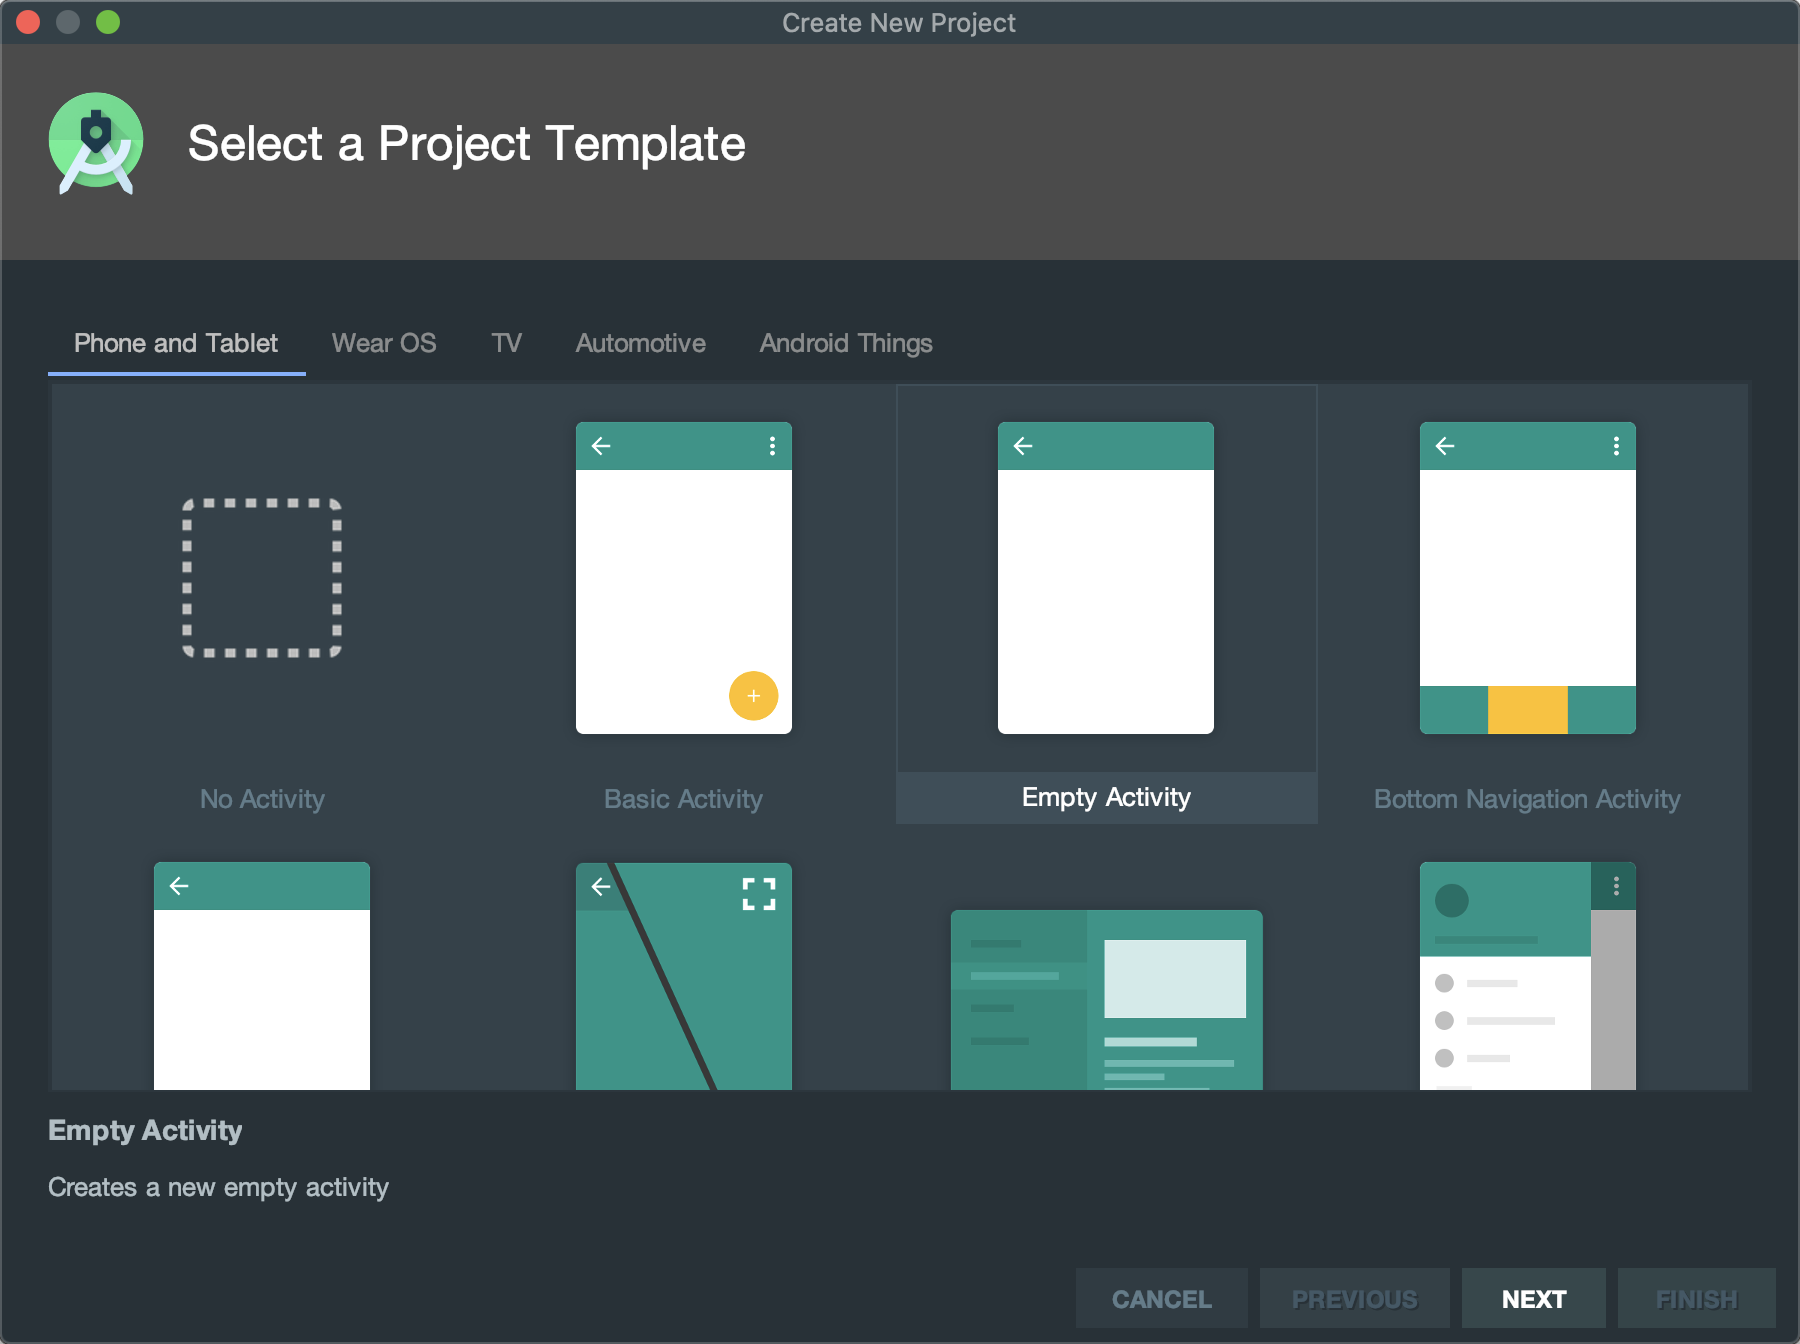 Create New Project
Select a Project Template
Phone and Tablet Wear OS TV Automotive Android Things
No Activity Basic Activity Empty Activity Bottom Navigation Activity
Empty Activity
Creates a new empty activity
CANCEL PREVIOUS NEXT FINISH